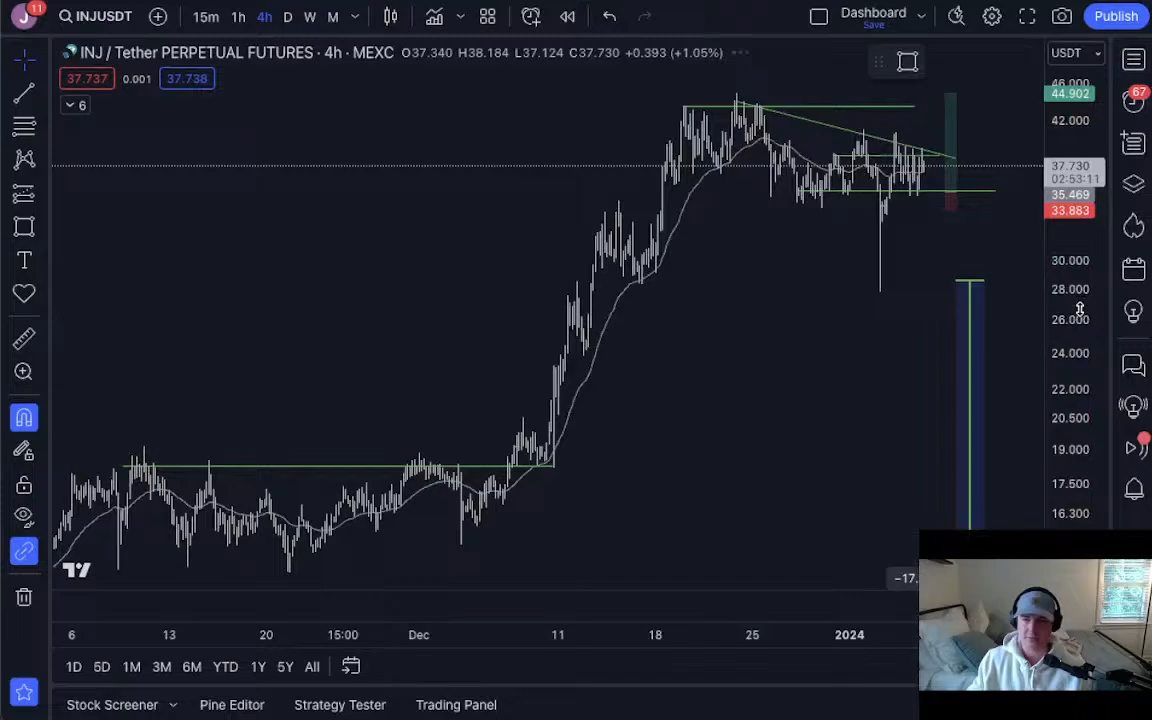 J 11 INJUSDT 15m 1h 4h D W M Dashboard Save Publish
INJ / Tether PERPETUAL FUTURES · 4h · MEXC O37.340 H38.184 L37.124 C37.730 +0.393 (+1.05%) USDT
37.737 0.001 37.738
6
46.000
44.902
42.000
37.730
02:53:11
35.469
33.883
30.000
28.000
26.000
24.000
22.000
20.500
19.000
17.500
16.300
−17.
67
T
6 13 20 15:00 Dec 11 18 25 2024
1D 5D 1M 3M 6M YTD 1Y 5Y All
Stock Screener Pine Editor Strategy Tester Trading Panel